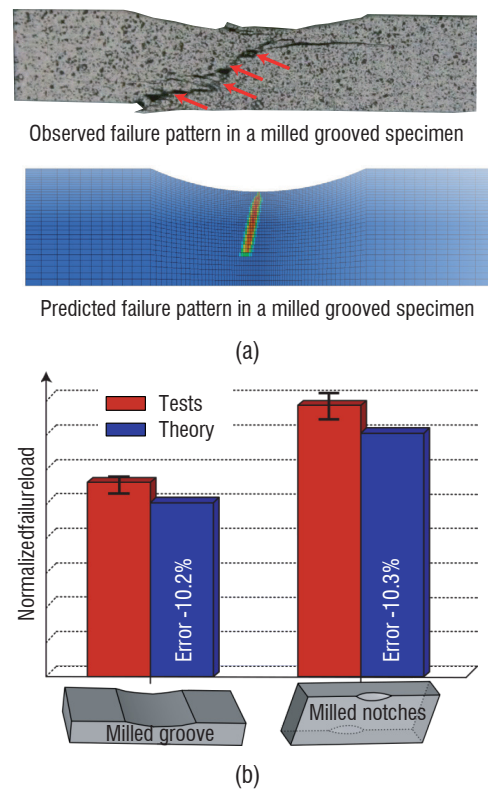 Observed failure pattern in a milled grooved specimen
Predicted failure pattern in a milled grooved specimen
(a)
Tests
Theory
Normalizedfailureload
Error -10.2%
Error -10.3%
Milled groove
Milled notches
(b)